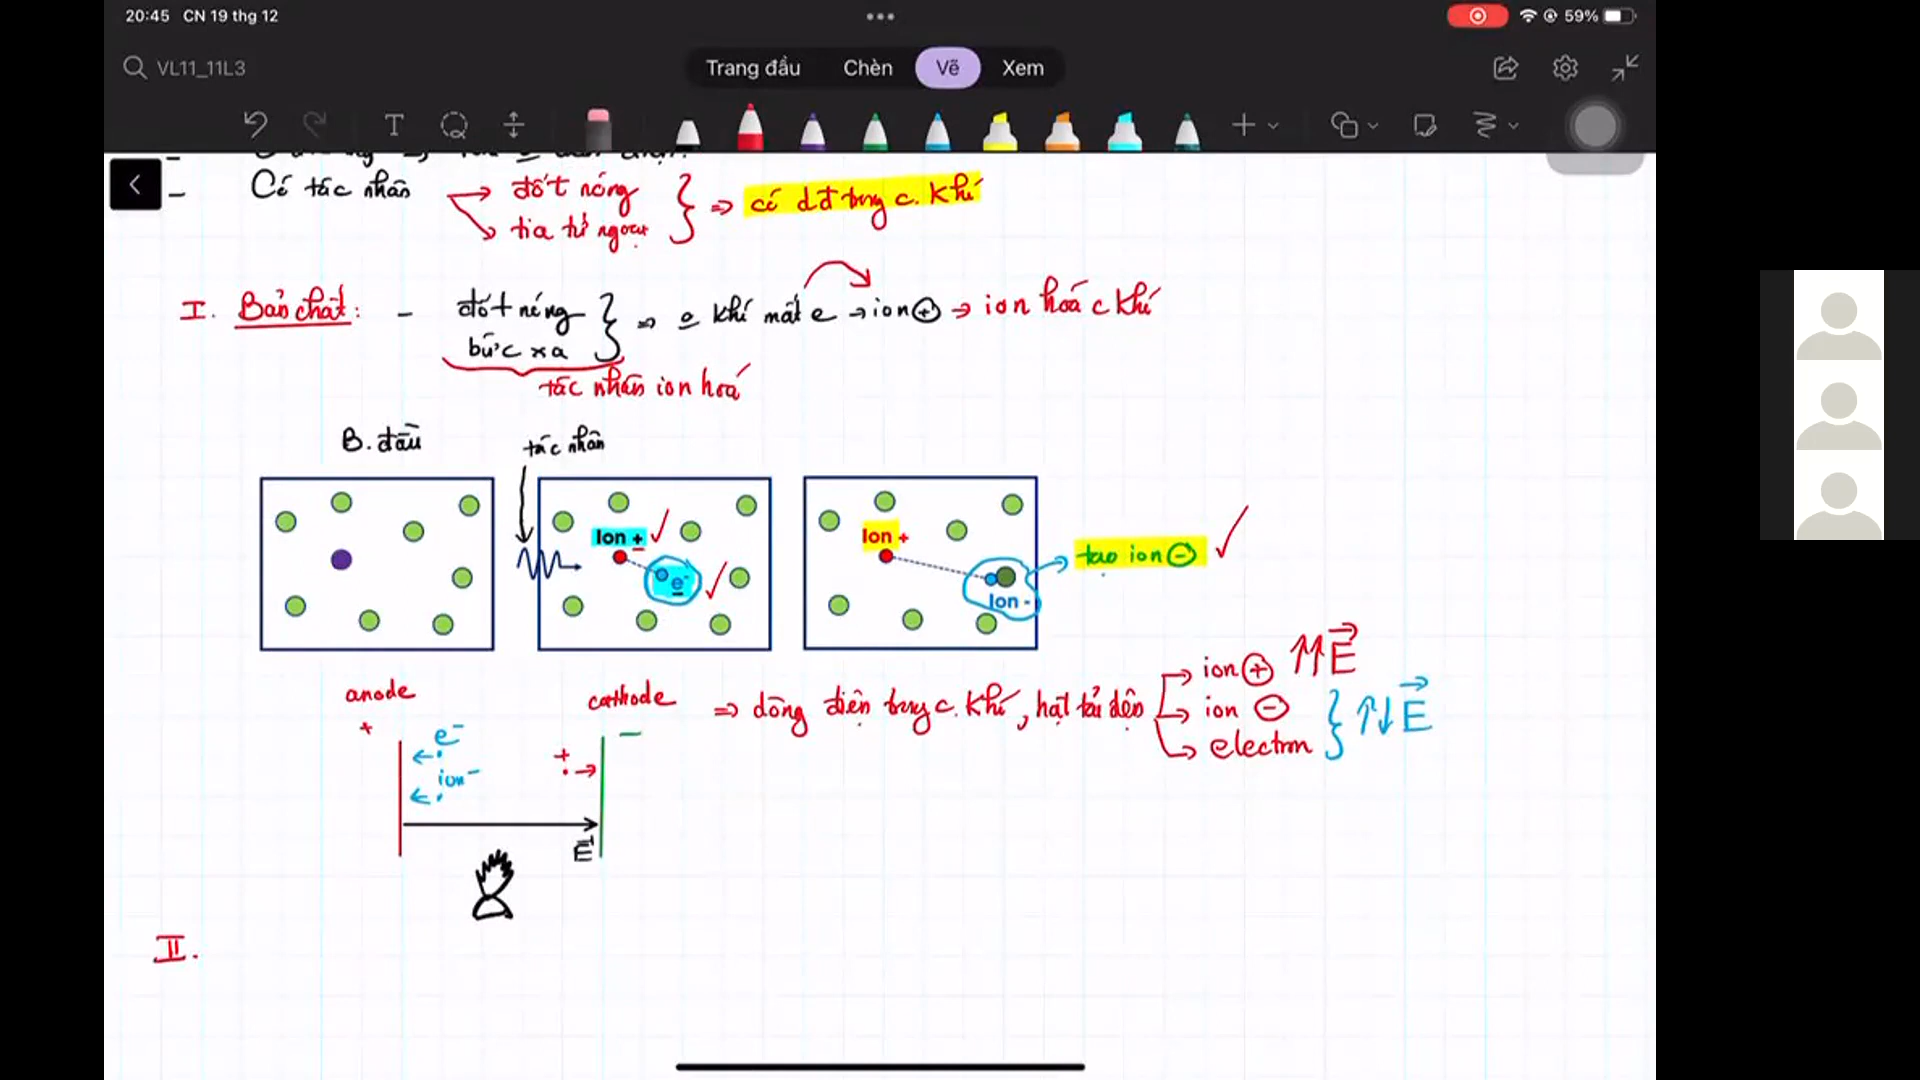 20:45 CN 19 thg 12
59%
VL11_11L3
Trang đầu Chèn Vẽ Xem
- Có tác nhân → đốt nóng
tia tử ngoại } ⇒ có dđ trong c. khí
I. Bản chất: - đốt nóng
bức xạ } ⇒ khí mất e → ion ⊕ → ion hoá c khí
tác nhân ion hoá
B. đầu
tác nhân
Ion +
e⁻
Ion +
Ion -
tạo ion ⊖
anode
+
cathode
−
e⁻
ion⁻
+
E
⇒ dòng điện trong c. khí, hạt tải điện
ion ⊕ ↑↑ E
ion ⊖
electron } ↑↓ E
II.